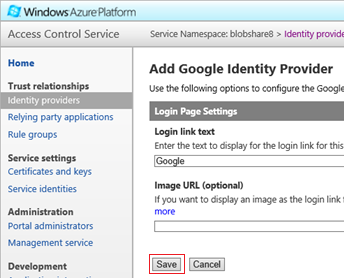 Windows Azure Platform
Access Control Service
Service Namespace: blobshare8 > Identity provide
Home
Trust relationships
Identity providers
Relying party applications
Rule groups
Service settings
Certificates and keys
Service identities
Administration
Portal administrators
Management service
Development
Add Google Identity Provider
Use the following options to configure the Google
Login Page Settings
Login link text
Enter the text to display for the login link for this
Google
Image URL (optional)
If you want to display an image as the login link f
more
Save
Cancel